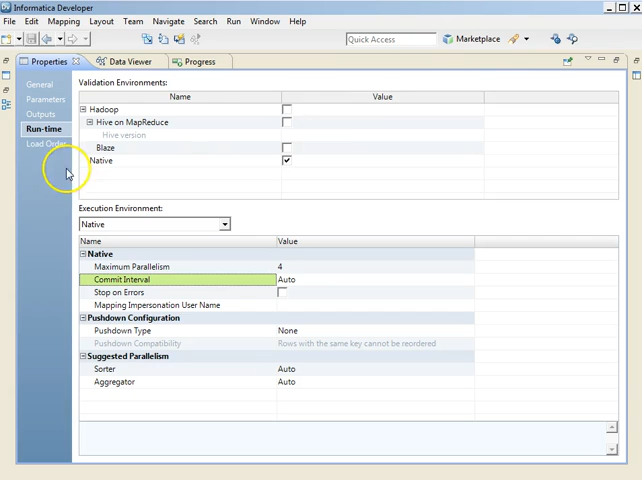 Informatica Developer
File Edit Mapping Layout Team Navigate Search Run Window Help
Quick Access Marketplace
Properties Data Viewer Progress
General
Parameters
Outputs
Run-time
Load Order
Validation Environments:
Name Value
Hadoop
Hive on MapReduce
Hive version
Blaze
Native
Execution Environment:
Native
Name Value
Native
Maximum Parallelism 4
Commit Interval Auto
Stop on Errors
Mapping Impersonation User Name
Pushdown Configuration
Pushdown Type None
Pushdown Compatibility Rows with the same key cannot be reordered
Suggested Parallelism
Sorter Auto
Aggregator Auto